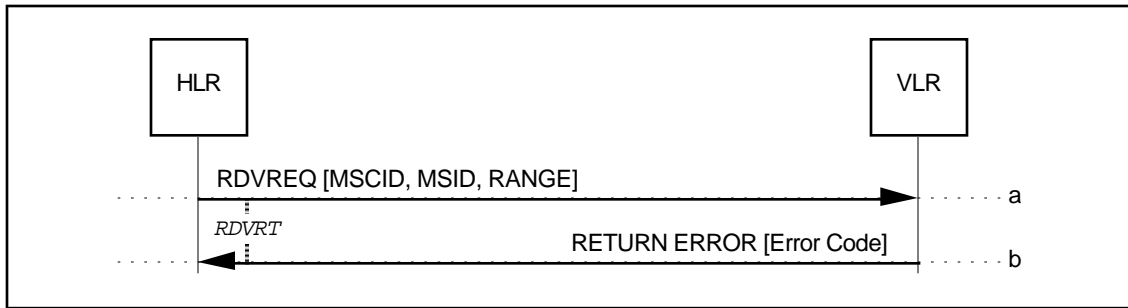 HLR
VLR
RDVREQ [MSCID, MSID, RANGE]
a
RDVRT
RETURN ERROR [Error Code]
b